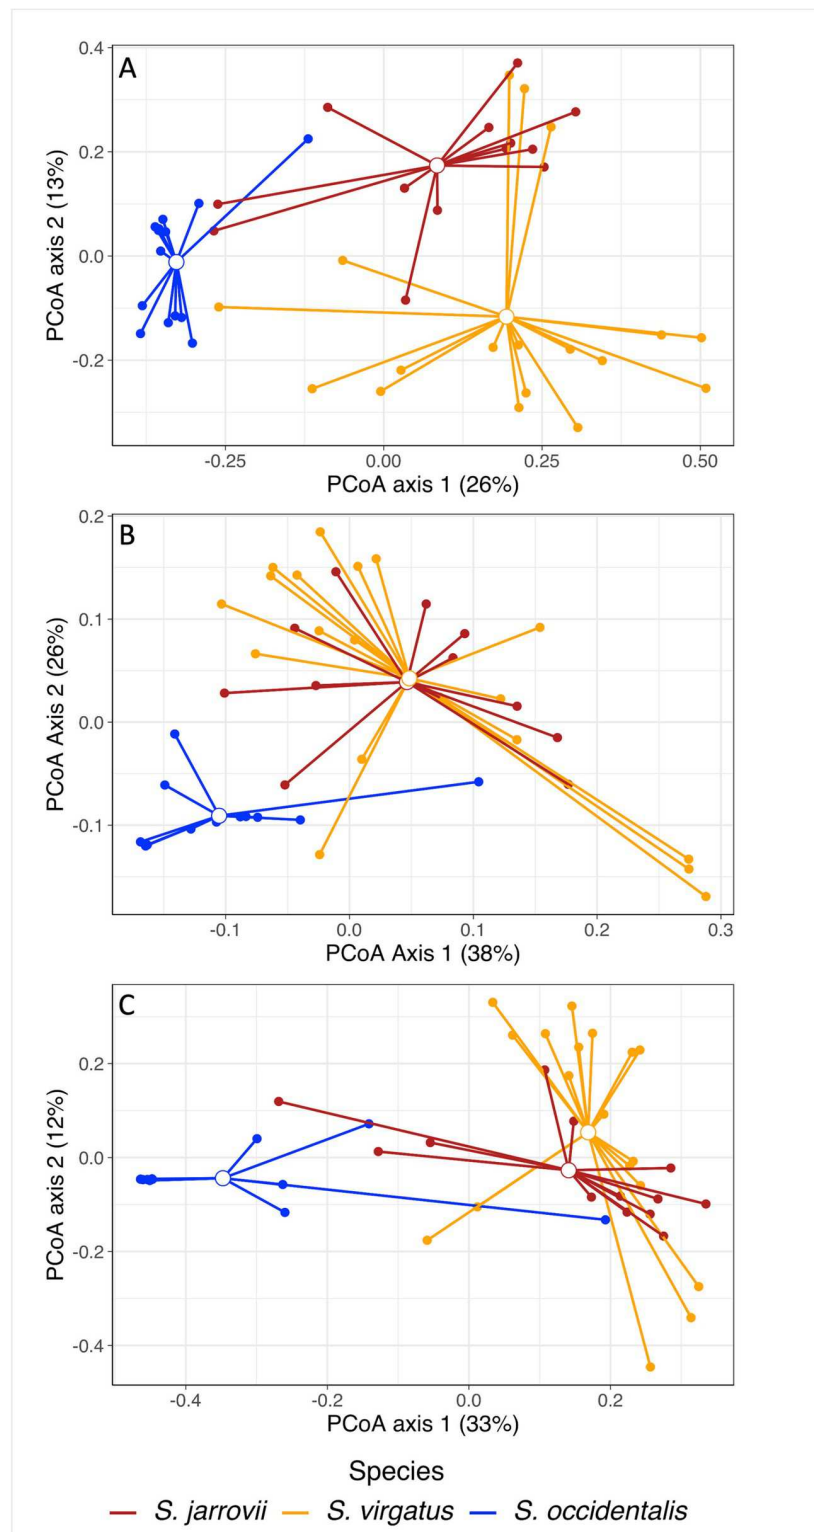 A
0.4
0.2
0.0
-0.2
PCoA axis 2 (13%)
-0.25 0.00 0.25 0.50
PCoA axis 1 (26%)
B
0.2
0.1
0.0
-0.1
PCoA Axis 2 (26%)
-0.1 0.0 0.1 0.2 0.3
PCoA Axis 1 (38%)
C
0.2
0.0
-0.2
-0.4
PCoA axis 2 (12%)
-0.4 -0.2 0.0 0.2
PCoA axis 1 (33%)
Species
S. jarrovii S. virgatus S. occidentalis